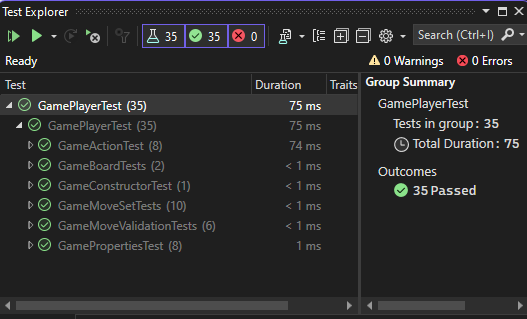 Test Explorer
35 35 0 Search (Ctrl+I)
Ready 0 Warnings 0 Errors
Test Duration Traits
GamePlayerTest (35) 75 ms
GamePlayerTest (35) 75 ms
GameActionTest (8) 74 ms
GameBoardTests (2) < 1 ms
GameConstructorTest (1) < 1 ms
GameMoveSetTests (10) < 1 ms
GameMoveValidationTests (6) < 1 ms
GamePropertiesTest (8) 1 ms
Group Summary
GamePlayerTest
Tests in group: 35
Total Duration: 75
Outcomes
35 Passed